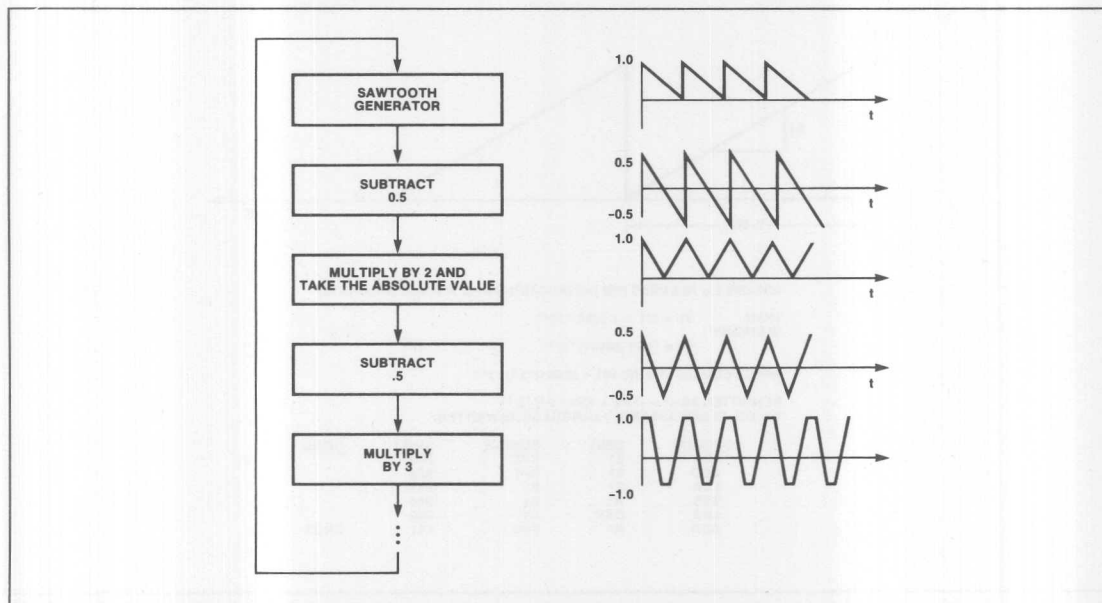 SAWTOOTH
GENERATOR
SUBTRACT
0.5
MULTIPLY BY 2 AND
TAKE THE ABSOLUTE VALUE
SUBTRACT
.5
MULTIPLY
BY 3
1.0
t
0.5
–0.5
t
1.0
t
0.5
–0.5
t
1.0
–1.0
t